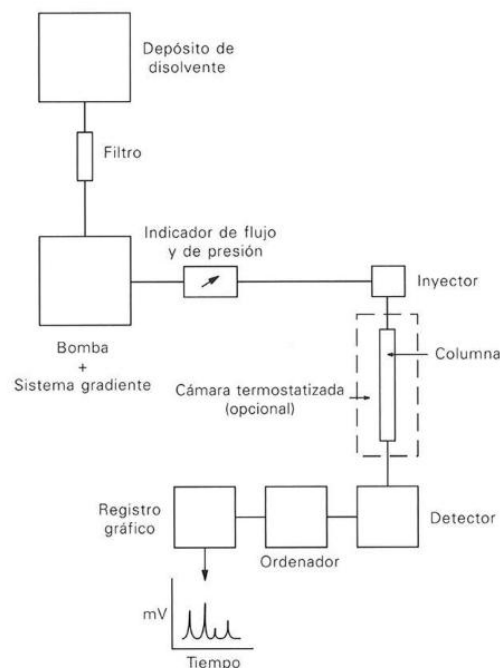 Depósito de
disolvente
Filtro
Indicador de flujo
y de presión
Inyector
Bomba
+
Sistema gradiente
Columna
Cámara termostatizada
(opcional)
Registro
gráfico
Ordenador
Detector
mV
Tiempo